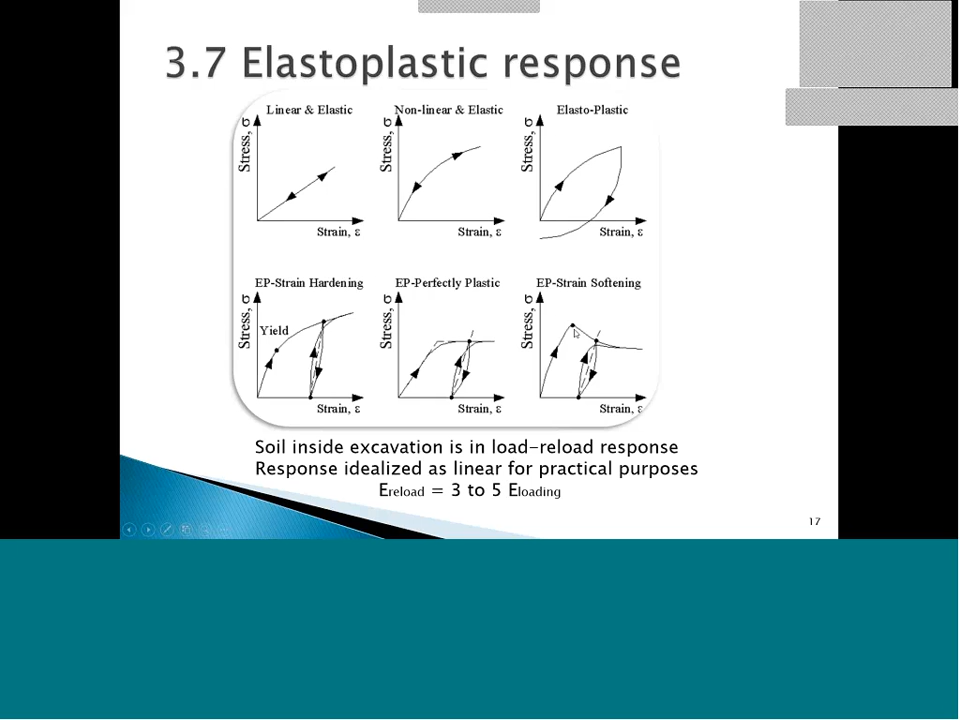 3.7 Elastoplastic response
Linear & Elastic
Non-linear & Elastic
Elasto-Plastic
Stress, σ
Stress, σ
Stress, σ
Strain, ε
Strain, ε
Strain, ε
EP-Strain Hardening
EP-Perfectly Plastic
EP-Strain Softening
Stress, σ
Stress, σ
Stress, σ
Yield
Strain, ε
Strain, ε
Strain, ε
Soil inside excavation is in load-reload response
Response idealized as linear for practical purposes
Ereload = 3 to 5 Eloading
17